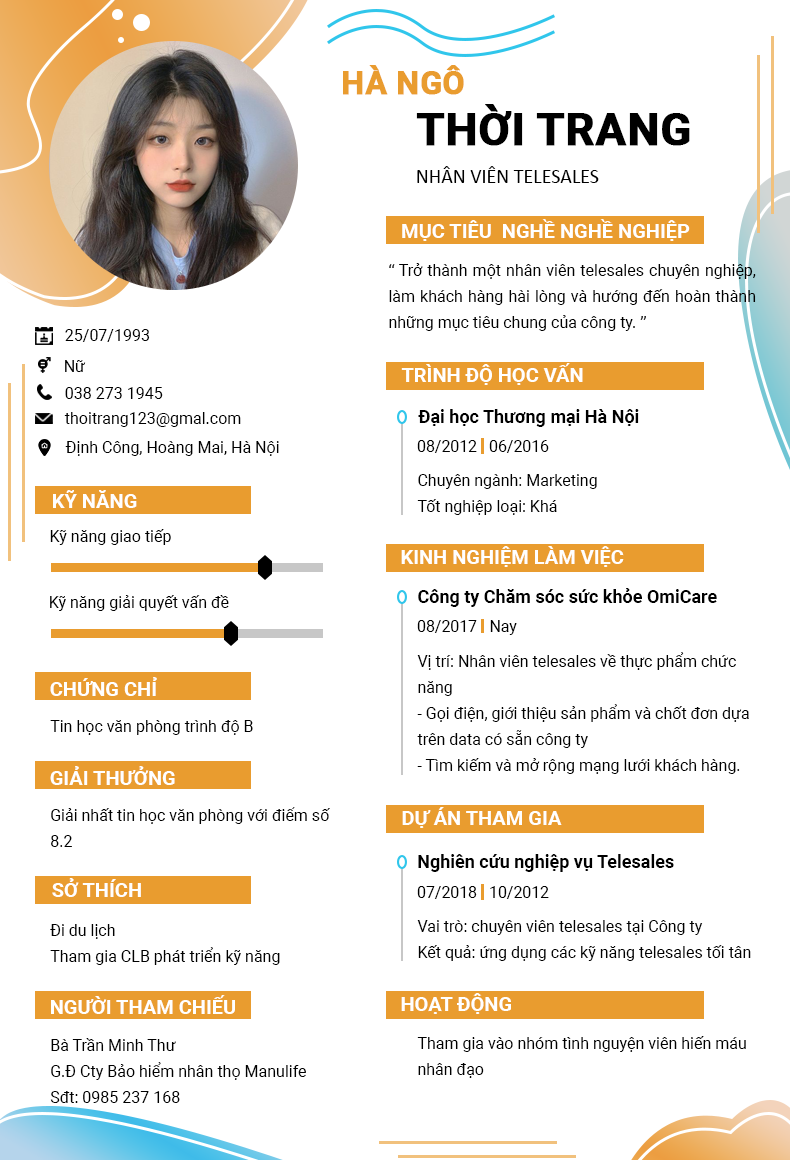 HÀ NGÔ
THỜI TRANG
NHÂN VIÊN TELESALES
25/07/1993
Nữ
038 273 1945
thoitrang123@gmal.com
Định Công, Hoàng Mai, Hà Nội
KỸ NĂNG
Kỹ năng giao tiếp
Kỹ năng giải quyết vấn đề
CHỨNG CHỈ
Tin học văn phòng trình độ B
GIẢI THƯỞNG
Giải nhất tin học văn phòng với điểm số
8.2
SỞ THÍCH
Đi du lịch
Tham gia CLB phát triển kỹ năng
NGƯỜI THAM CHIẾU
Bà Trần Minh Thư
G.Đ Cty Bảo hiểm nhân thọ Manulife
Sđt: 0985 237 168
MỤC TIÊU  NGHỀ NGHỀ NGHIỆP
“ Trở thành một nhân viên telesales chuyên nghiệp,
làm khách hàng hài lòng và hướng đến hoàn thành
những mục tiêu chung của công ty. ”
TRÌNH ĐỘ HỌC VẤN
Đại học Thương mại Hà Nội
08/2012 | 06/2016
Chuyên ngành: Marketing
Tốt nghiệp loại: Khá
KINH NGHIỆM LÀM VIỆC
Công ty Chăm sóc sức khỏe OmiCare
08/2017 | Nay
Vị trí: Nhân viên telesales về thực phẩm chức
năng
- Gọi điện, giới thiệu sản phẩm và chốt đơn dựa
trên data có sẵn công ty
- Tìm kiếm và mở rộng mạng lưới khách hàng.
DỰ ÁN THAM GIA
Nghiên cứu nghiệp vụ Telesales
07/2018 | 10/2012
Vai trò: chuyên viên telesales tại Công ty
Kết quả: ứng dụng các kỹ năng telesales tối tân
HOẠT ĐỘNG
Tham gia vào nhóm tình nguyện viên hiến máu
nhân đạo